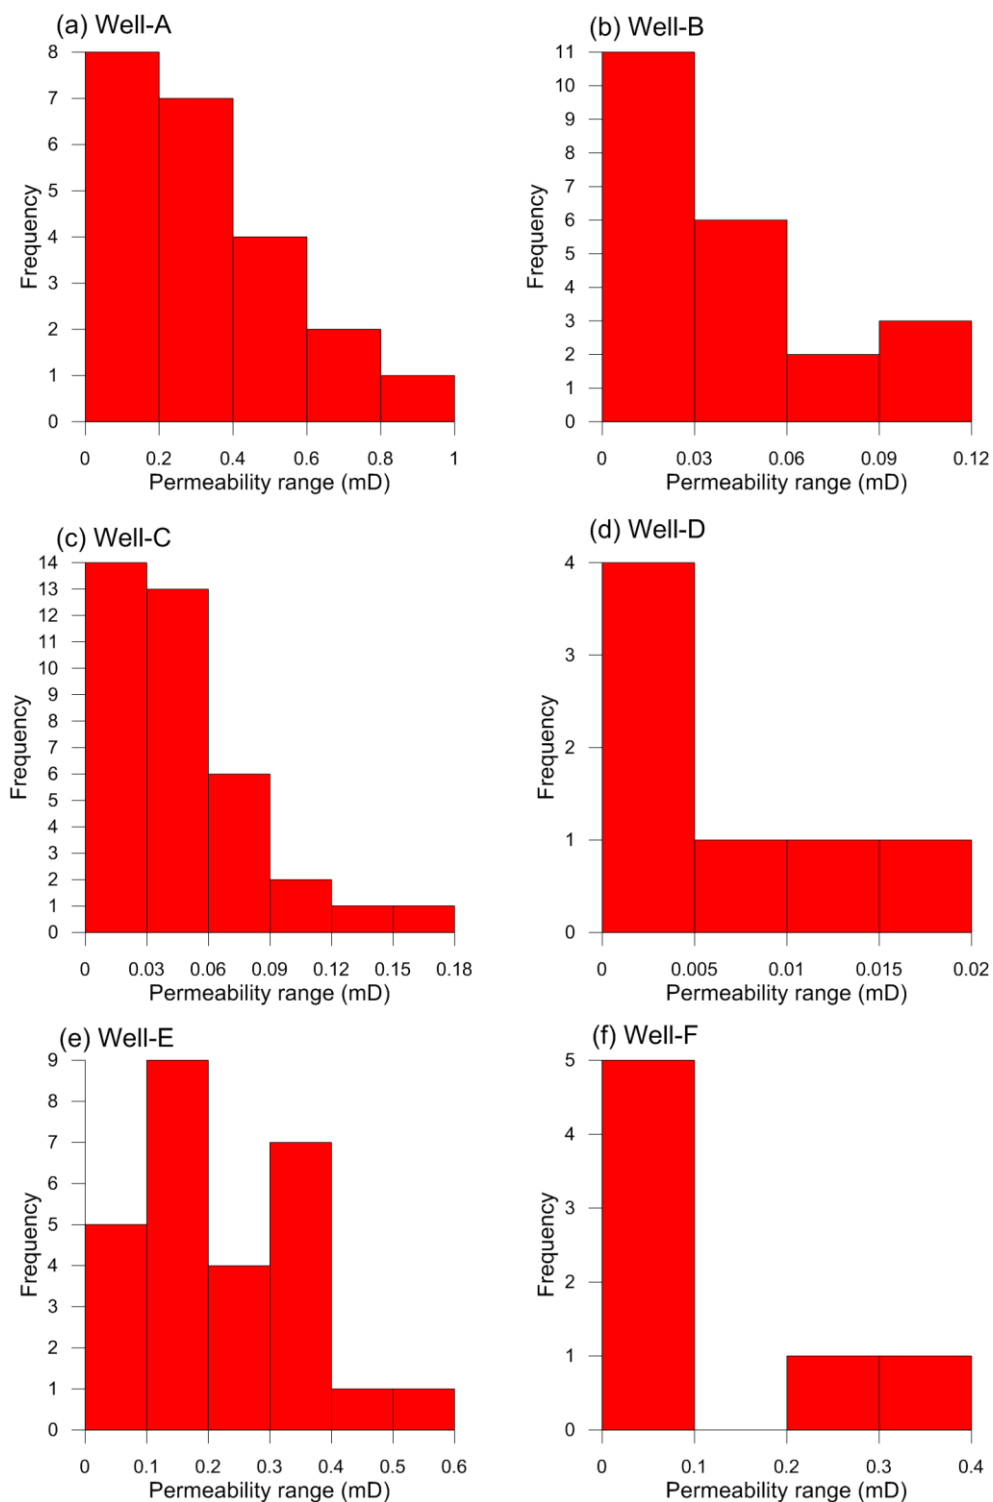 (a) Well-A
8
7
6
5
4
3
2
1
0
Frequency
0 0.2 0.4 0.6 0.8 1
Permeability range (mD)
(b) Well-B
11
10
9
8
7
6
5
4
3
2
1
0
Frequency
0 0.03 0.06 0.09 0.12
Permeability range (mD)
(c) Well-C
14
13
12
11
10
9
8
7
6
5
4
3
2
1
0
Frequency
0 0.03 0.06 0.09 0.12 0.15 0.18
Permeability range (mD)
(d) Well-D
4
3
2
1
0
Frequency
0 0.005 0.01 0.015 0.02
Permeability range (mD)
(e) Well-E
9
8
7
6
5
4
3
2
1
0
Frequency
0 0.1 0.2 0.3 0.4 0.5 0.6
Permeability range (mD)
(f) Well-F
5
4
3
2
1
0
Frequency
0 0.1 0.2 0.3 0.4
Permeability range (mD)